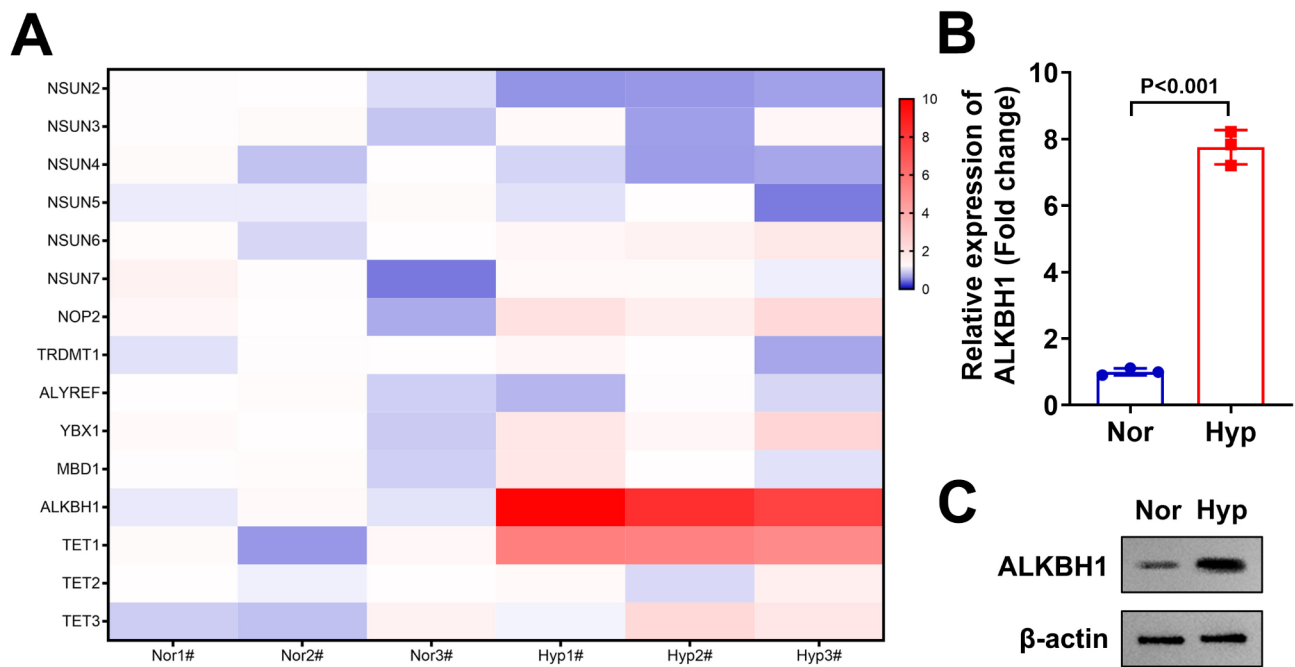 A
NSUN2
NSUN3
NSUN4
NSUN5
NSUN6
NSUN7
NOP2
TRDMT1
ALYREF
YBX1
MBD1
ALKBH1
TET1
TET2
TET3
Nor1# Nor2# Nor3# Hyp1# Hyp2# Hyp3#
10
8
6
4
2
0
B
Relative expression of
ALKBH1 (Fold change)
10
8
6
4
2
0
P<0.001
Nor Hyp
C
Nor Hyp
ALKBH1
β-actin